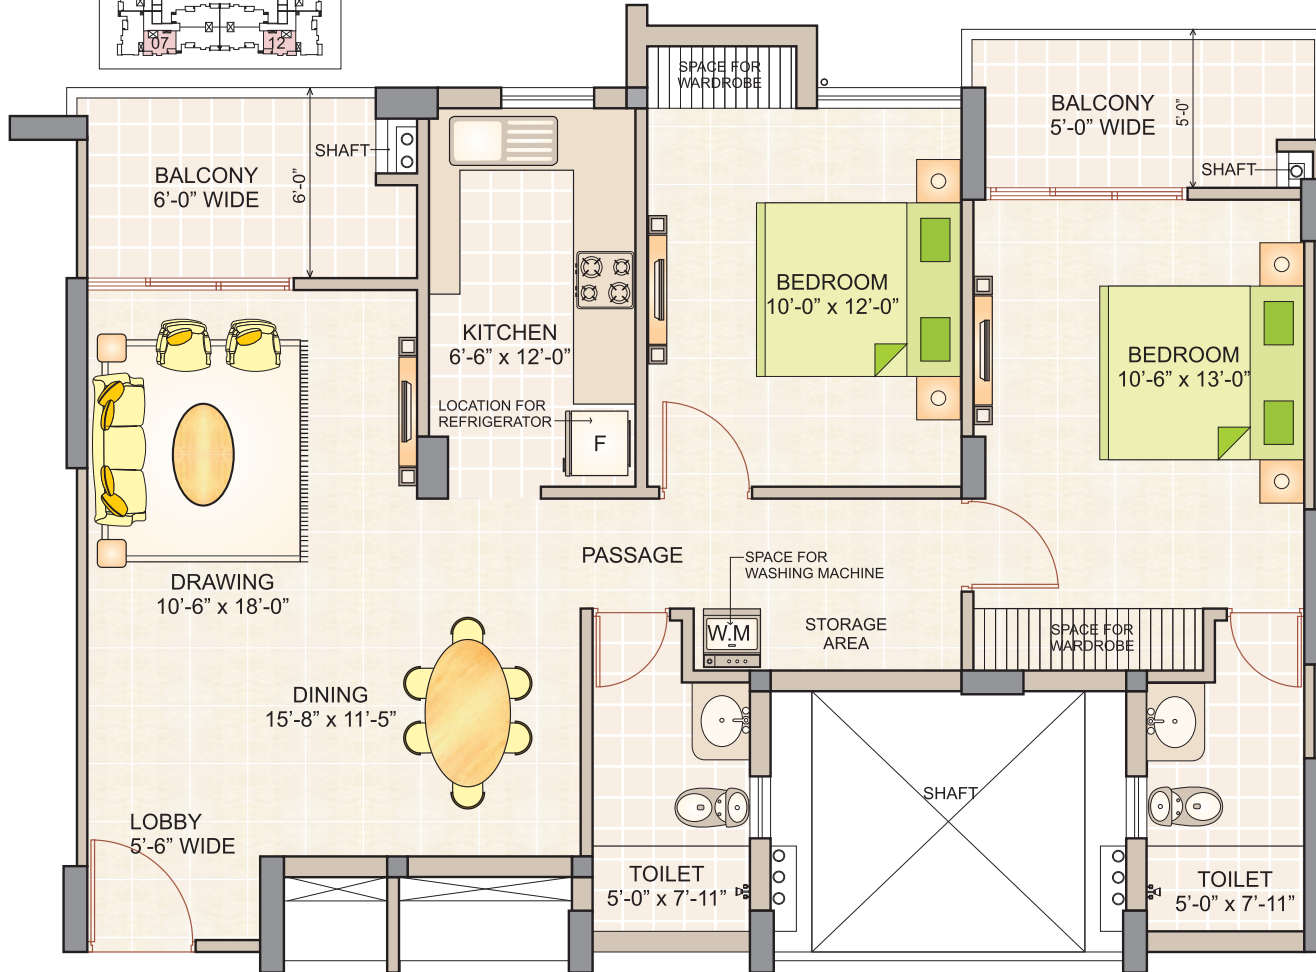 07
12
SPACE FOR
WARDROBE
BALCONY
5'-0” WIDE
5'-0”
SHAFT
SHAFT
BALCONY
6'-0” WIDE
6'-0”
BEDROOM
10'-0” x 12'-0”
KITCHEN
6'-6” x 12'-0”
BEDROOM
10'-6” x 13'-0”
LOCATION FOR
REFRIGERATOR
F
PASSAGE
SPACE FOR
WASHING MACHINE
DRAWING
10'-6” x 18'-0”
W.M
STORAGE
AREA
SPACE FOR
WARDROBE
DINING
15'-8” x 11'-5”
SHAFT
LOBBY
5'-6” WIDE
TOILET
5'-0” x 7'-11”
TOILET
5'-0” x 7'-11”